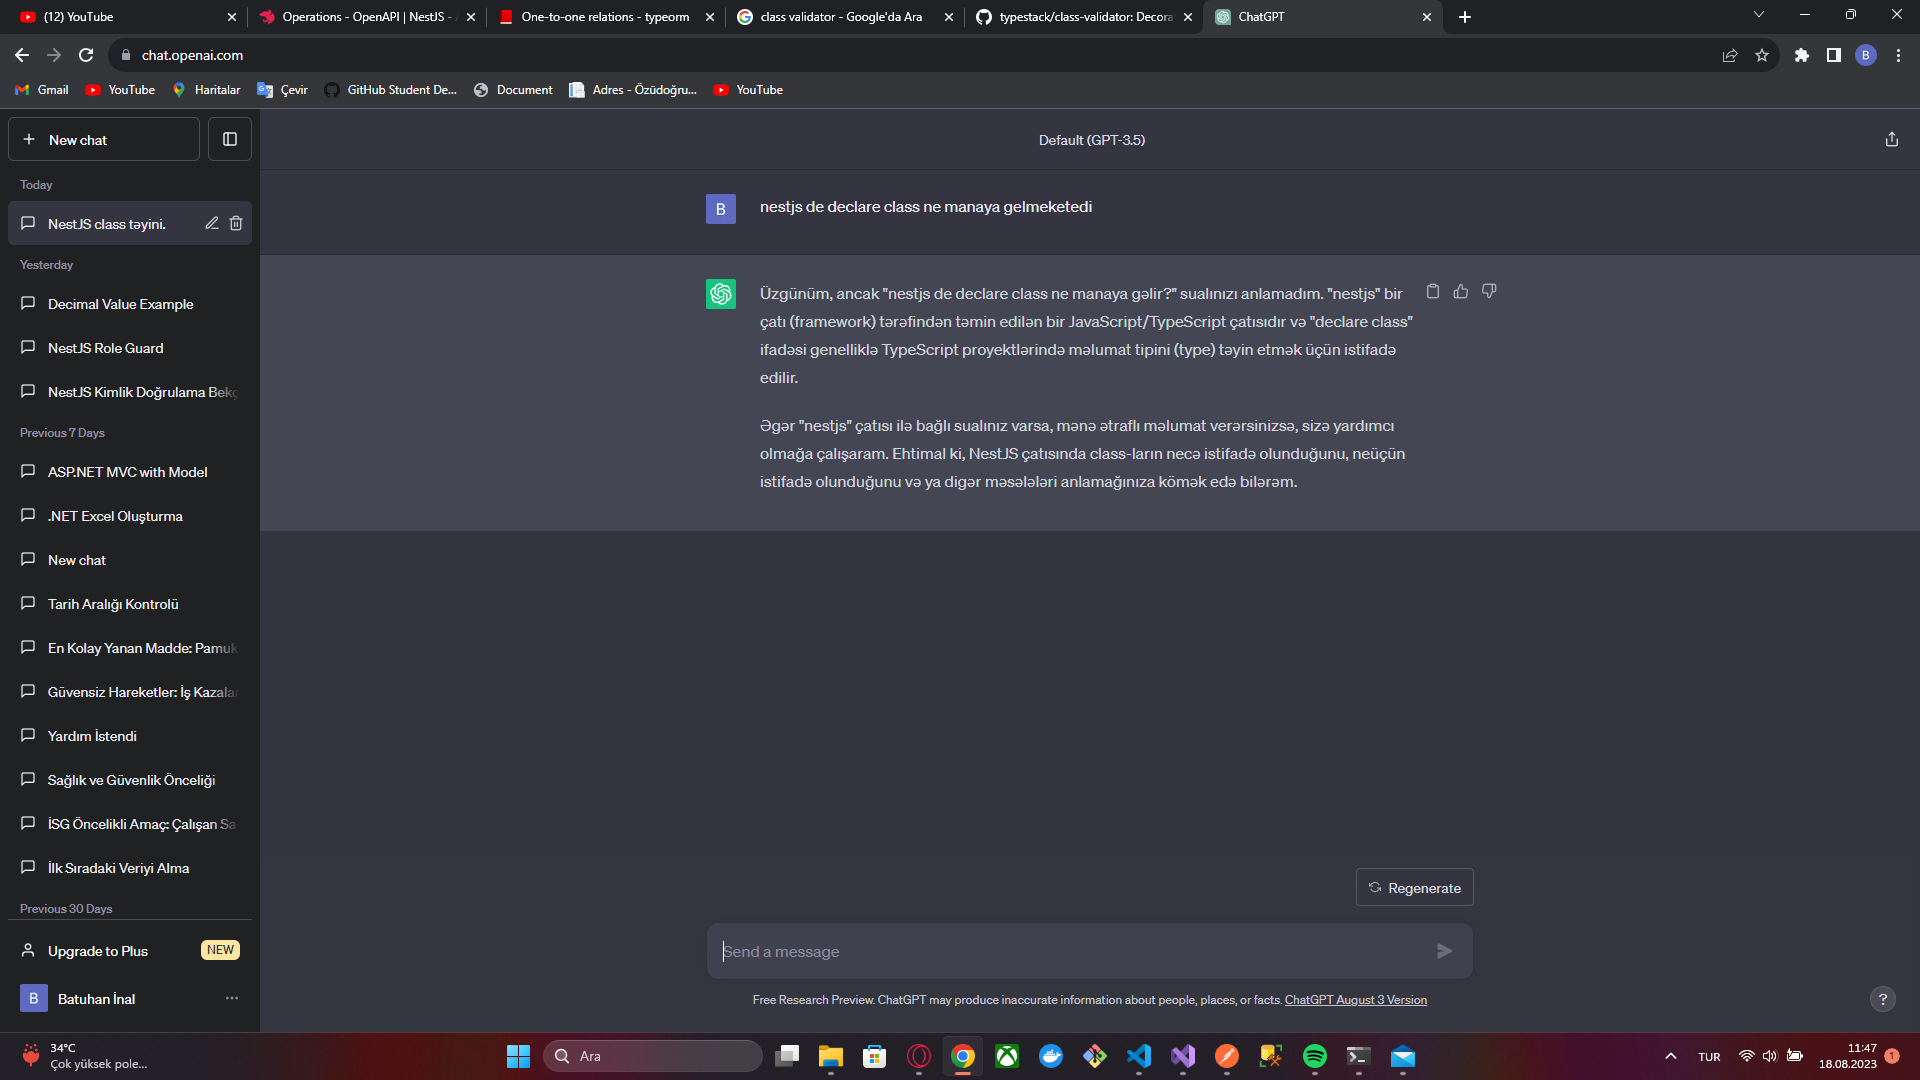 (12) YouTube
Operations - OpenAPI | NestJS -
One-to-one relations - typeorm
class validator - Google'da Ara
typestack/class-validator: Decora
ChatGPT
chat.openai.com
B
Gmail
YouTube
Haritalar
Çevir
GitHub Student De...
Document
Adres - Özüdoğru...
YouTube
New chat
Default (GPT-3.5)
Today
NestJS class təyini.
Yesterday
Decimal Value Example
NestJS Role Guard
NestJS Kimlik Doğrulama Bekç
Previous 7 Days
ASP.NET MVC with Model
.NET Excel Oluşturma
New chat
Tarih Aralığı Kontrolü
En Kolay Yanan Madde: Pamuk
Güvensiz Hareketler: İş Kazalar
Yardım İstendi
Sağlık ve Güvenlik Önceliği
İSG Öncelikli Amaç: Çalışan Sa
İlk Sıradaki Veriyi Alma
Previous 30 Days
Upgrade to Plus NEW
B Batuhan İnal
B nestjs de declare class ne manaya gelmeketedi
Üzgünüm, ancak "nestjs de declare class ne manaya gəlir?" sualınızı anlamadım. "nestjs" bir
çatı (framework) tərəfindən təmin edilən bir JavaScript/TypeScript çatısıdır və "declare class"
ifadəsi genelliklə TypeScript proyektlərində məlumat tipini (type) təyin etmək üçün istifadə
edilir.
Əgər "nestjs" çatısı ilə bağlı sualınız varsa, mənə ətraflı məlumat verərsinizsə, sizə yardımcı
olmağa çalışaram. Ehtimal ki, NestJS çatısında class-ların necə istifadə olunduğunu, neüçün
istifadə olunduğunu və ya digər məsələləri anlamağınıza kömək edə bilərəm.
Regenerate
Send a message
Free Research Preview. ChatGPT may produce inaccurate information about people, places, or facts. ChatGPT August 3 Version
?
34°C
Çok yüksek pole...
Ara
TUR
11:47
18.08.2023
1